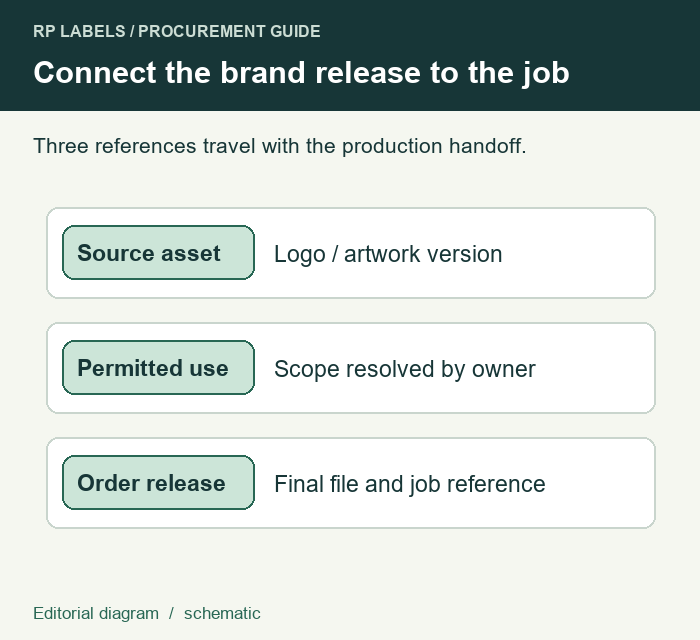 RP LABELS / PROCUREMENT GUIDE
Connect the brand release to the job
Three references travel with the production handoff.
Source asset
Logo / artwork version
Permitted use
Scope resolved by owner
Order release
Final file and job reference
Editorial diagram / schematic